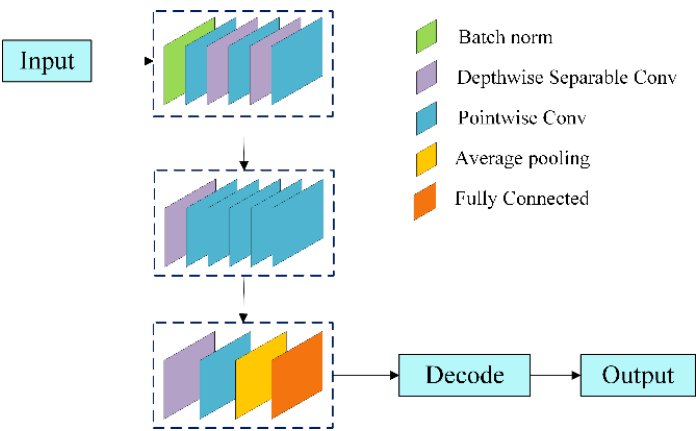 Input
Batch norm
Depthwise Separable Conv
Pointwise Conv
Average pooling
Fully Connected
Decode
Output